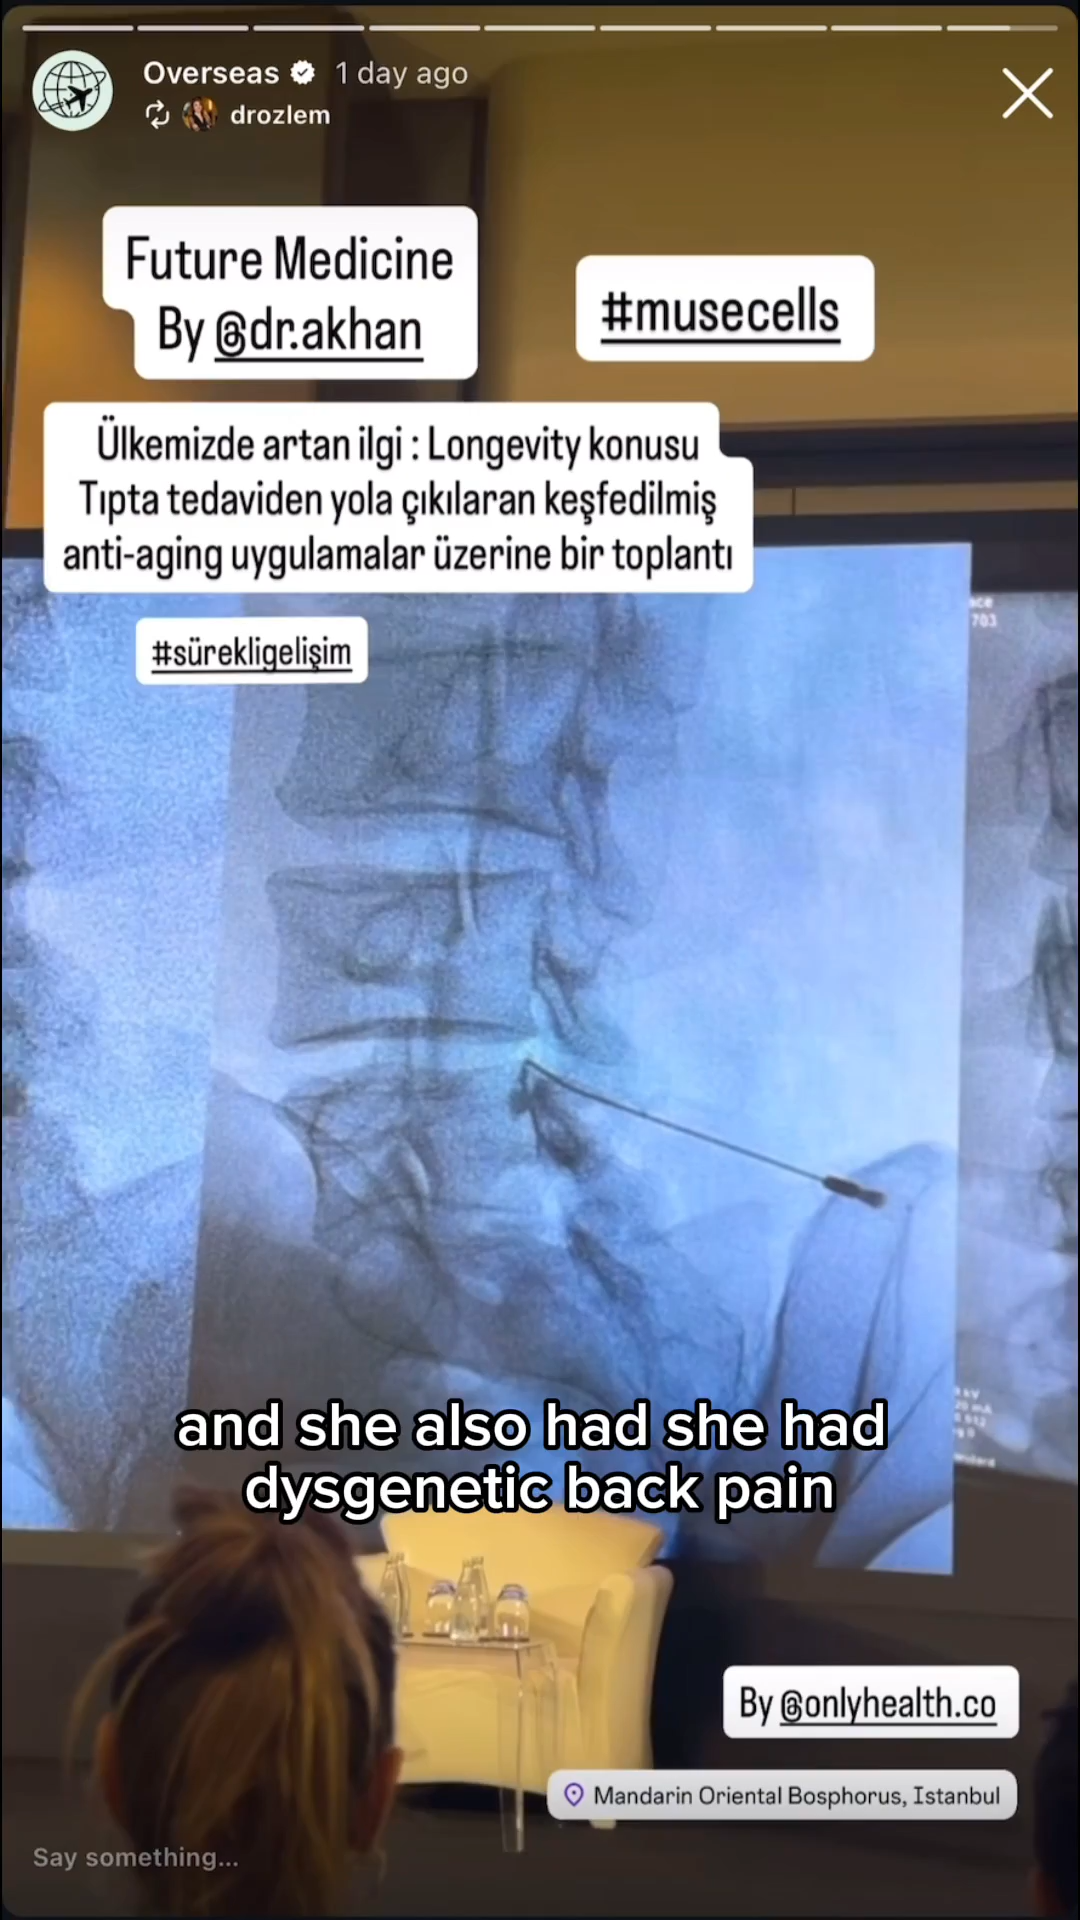 Overseas 1 day ago
drozlem
Future Medicine
By @dr.akhan
#musecells
Ülkemizde artan ilgi : Longevity konusu
Tıpta tedaviden yola çıkılaran keşfedilmiş
anti-aging uygulamalar üzerine bir toplantı
703
#sürekligelişim
and she also had she had
dysgenetic back pain
By @onlyhealth.co
Mandarin Oriental Bosphorus, Istanbul
Say something...